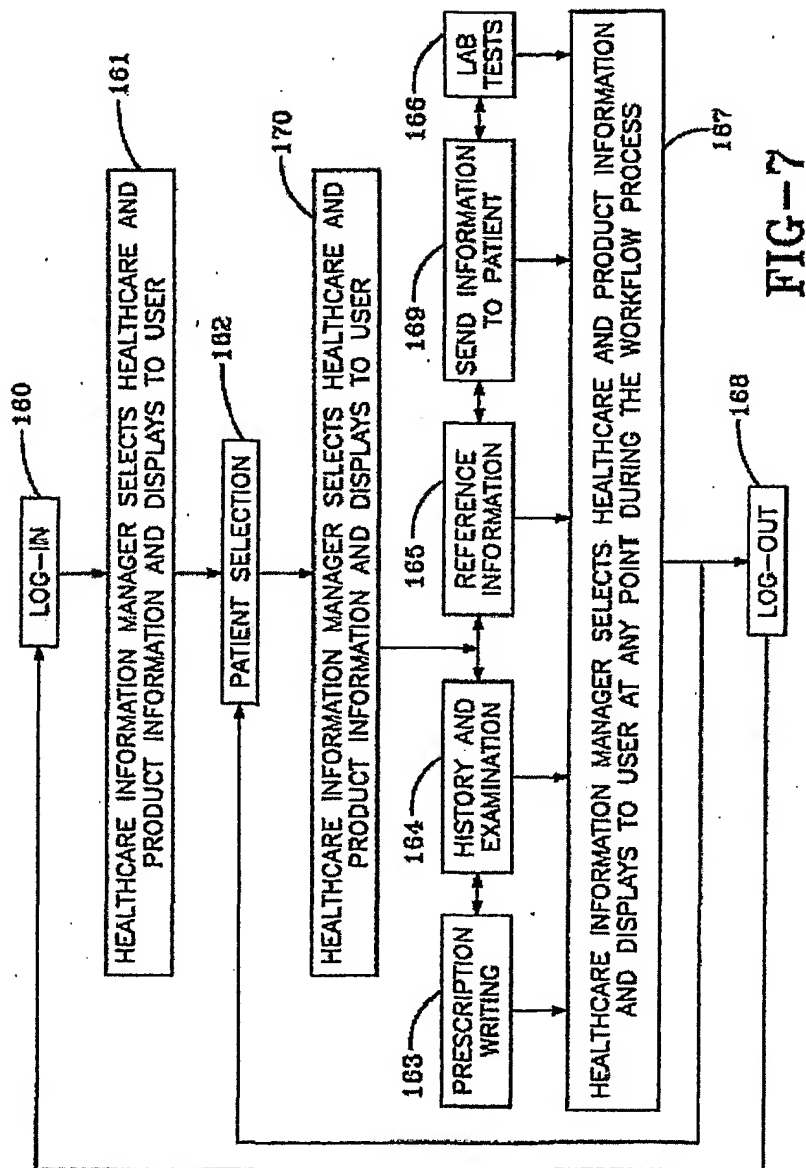 160
LOG-IN
161
HEALTHCARE INFORMATION MANAGER SELECTS HEALTHCARE AND
PRODUCT INFORMATION AND DISPLAYS TO USER
162
PATIENT SELECTION
170
HEALTHCARE INFORMATION MANAGER SELECTS HEALTHCARE AND
PRODUCT INFORMATION AND DISPLAYS TO USER
163
PRESCRIPTION
WRITING
164
HISTORY AND
EXAMINATION
165
REFERENCE
INFORMATION
169
SEND INFORMATION
TO PATIENT
166
LAB
TESTS
HEALTHCARE INFORMATION MANAGER SELECTS HEALTHCARE AND PRODUCT INFORMATION
AND DISPLAYS TO USER AT ANY POINT DURING THE WORKFLOW PROCESS
167
168
LOG-OUT
FIG-7